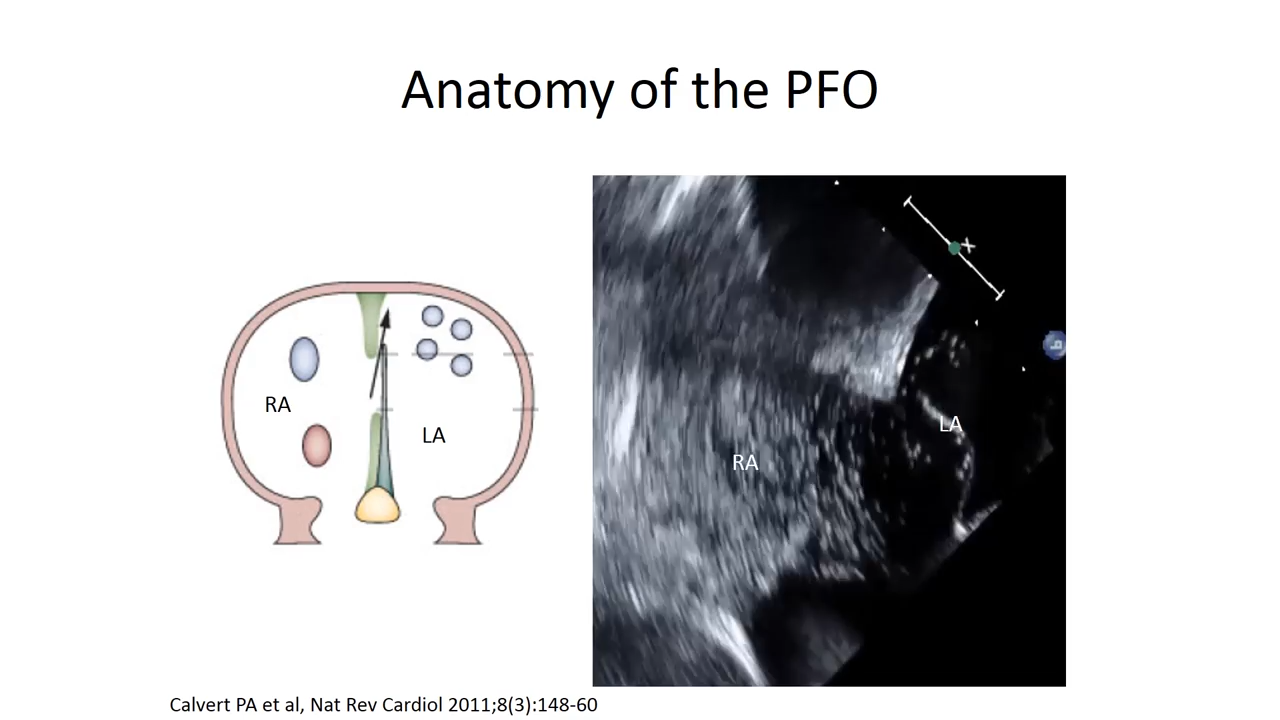 Anatomy of the PFO
RA
LA
RA
LA
Calvert PA et al, Nat Rev Cardiol 2011;8(3):148-60